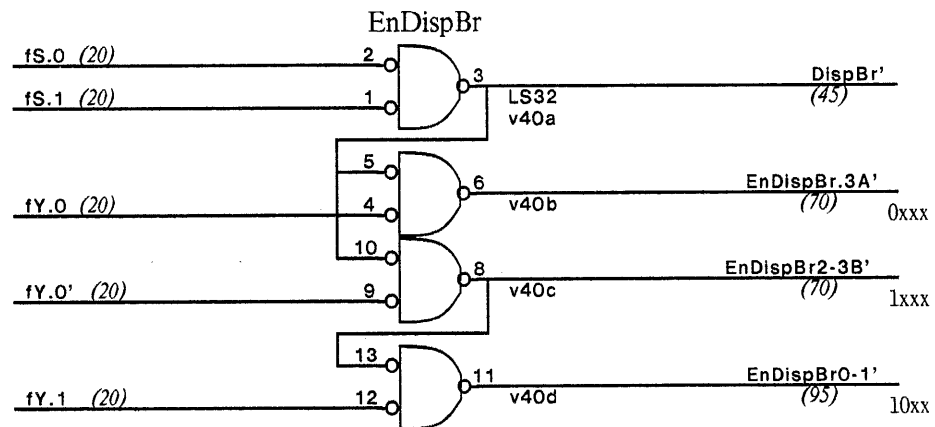 EnDispBr
fS.0 (20)
2
3
DispBr'
(45)
fS.1 (20)
1
LS32
v40a
5
6
EnDispBr.3A'
(70)
0xxx
fY.0 (20)
4
v40b
10
8
EnDispBr2-3B'
(70)
1xxx
fY.0' (20)
9
v40c
13
11
EnDispBr0-1'
(95)
10xx
fY.1 (20)
12
v40d